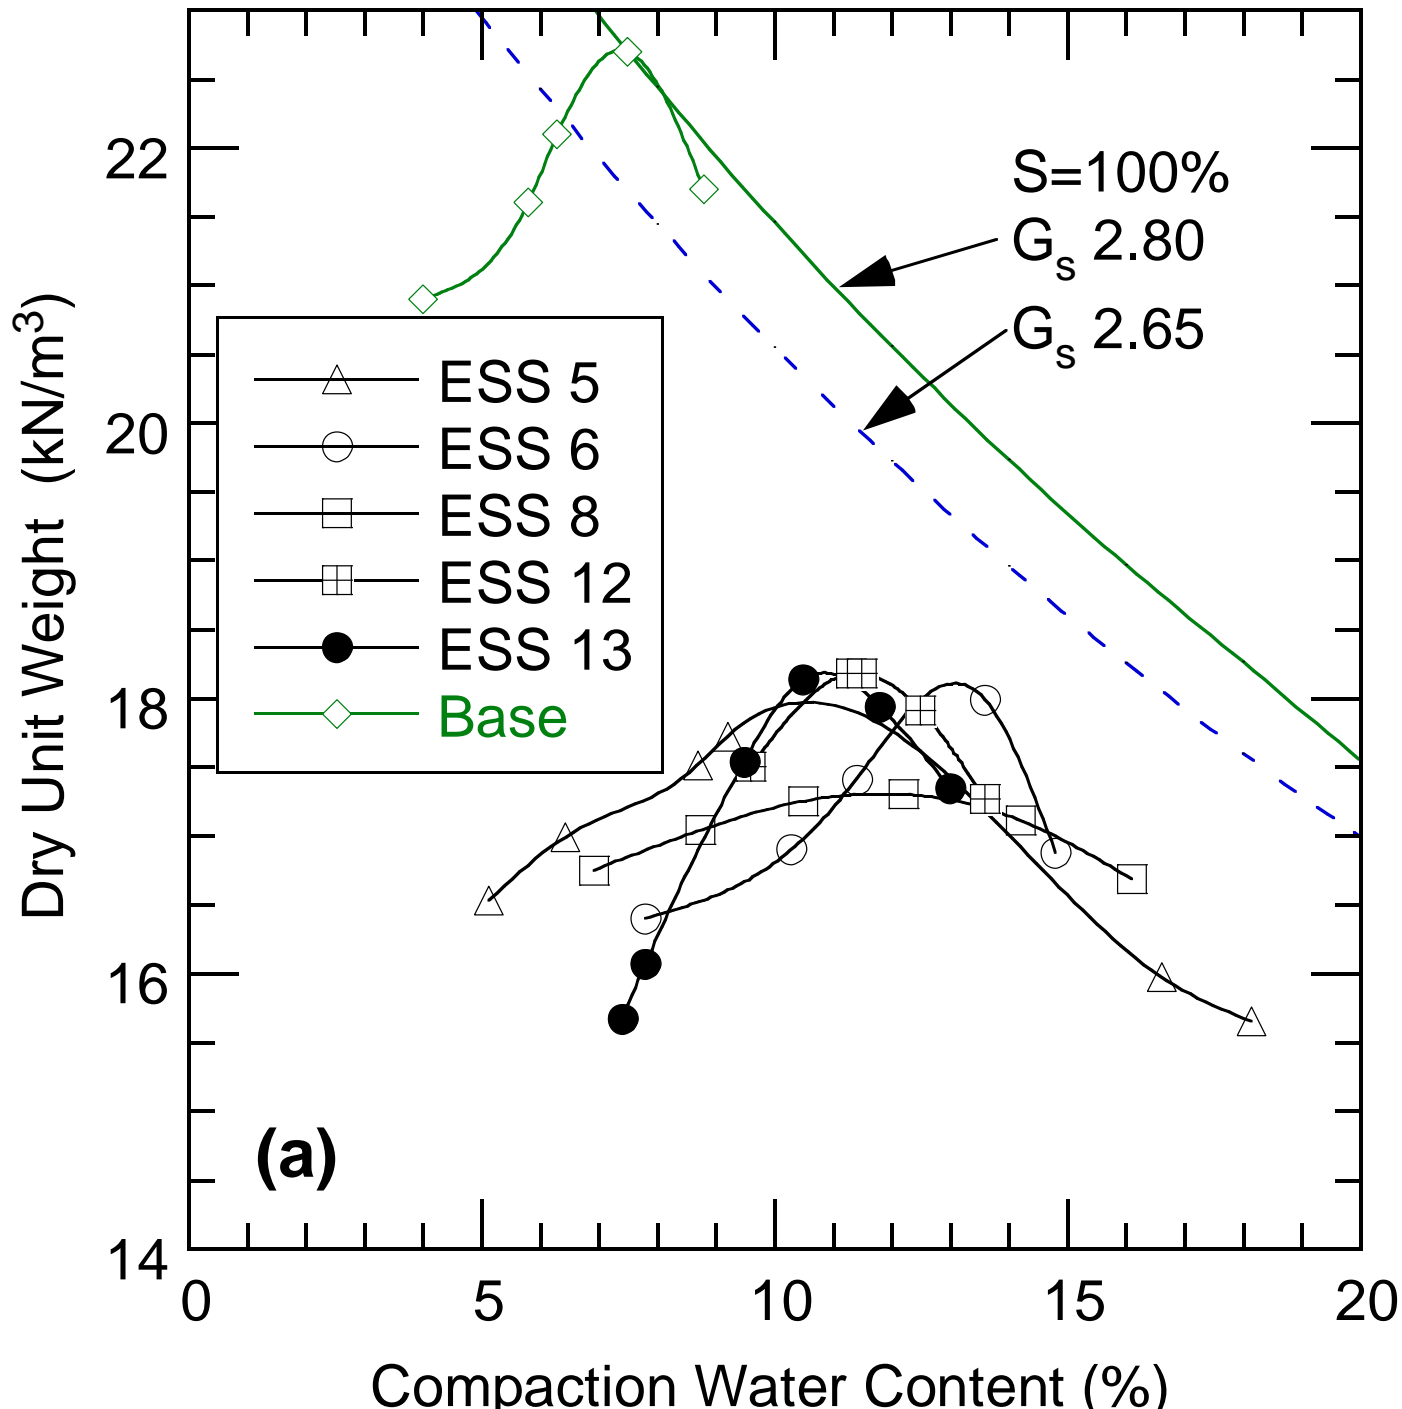 22
20
18
16
14
0 5 10 15 20
Dry Unit Weight (kN/m³)
Compaction Water Content (%)
S=100%
Gₛ 2.80
Gₛ 2.65
ESS 5
ESS 6
ESS 8
ESS 12
ESS 13
Base
(a)